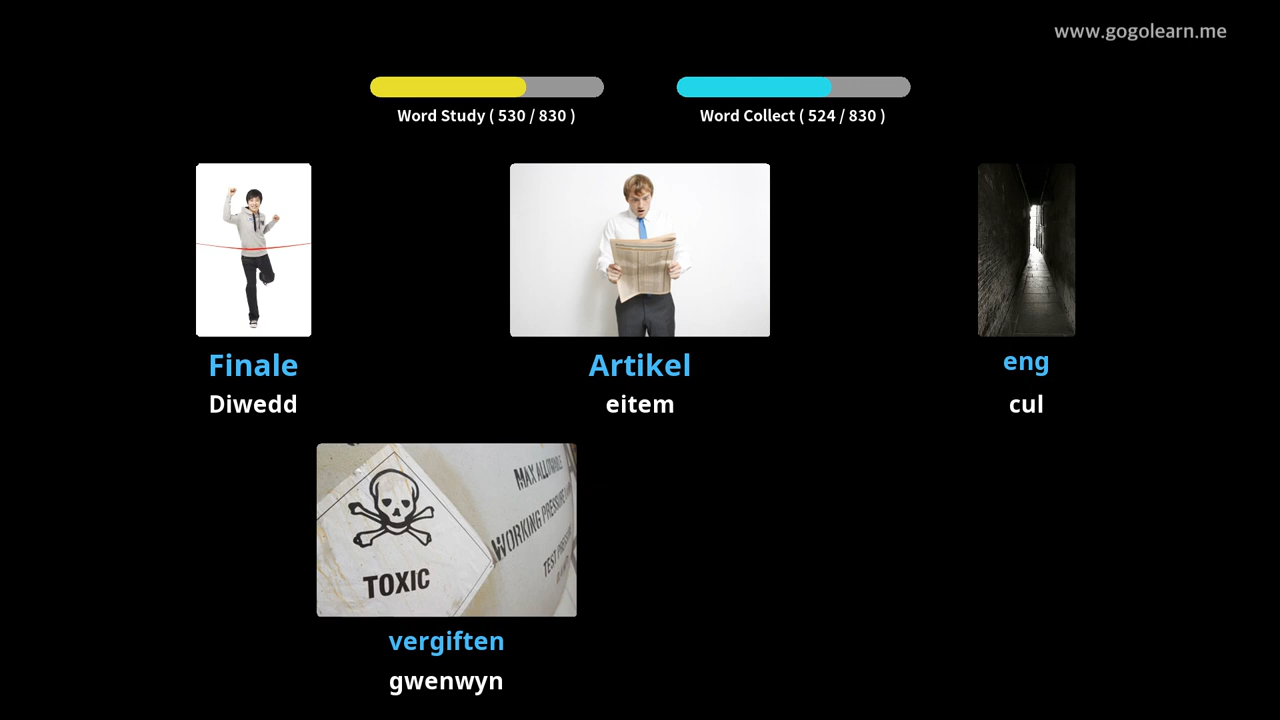 www.gogolearn.me
Word Study ( 530 / 830 )
Word Collect ( 524 / 830 )
Finale
Diwedd
Artikel
eitem
eng
cul
TOXIC
MAX ALLOWABLE
WORKING PRESSURE
TEST
vergiften
gwenwyn